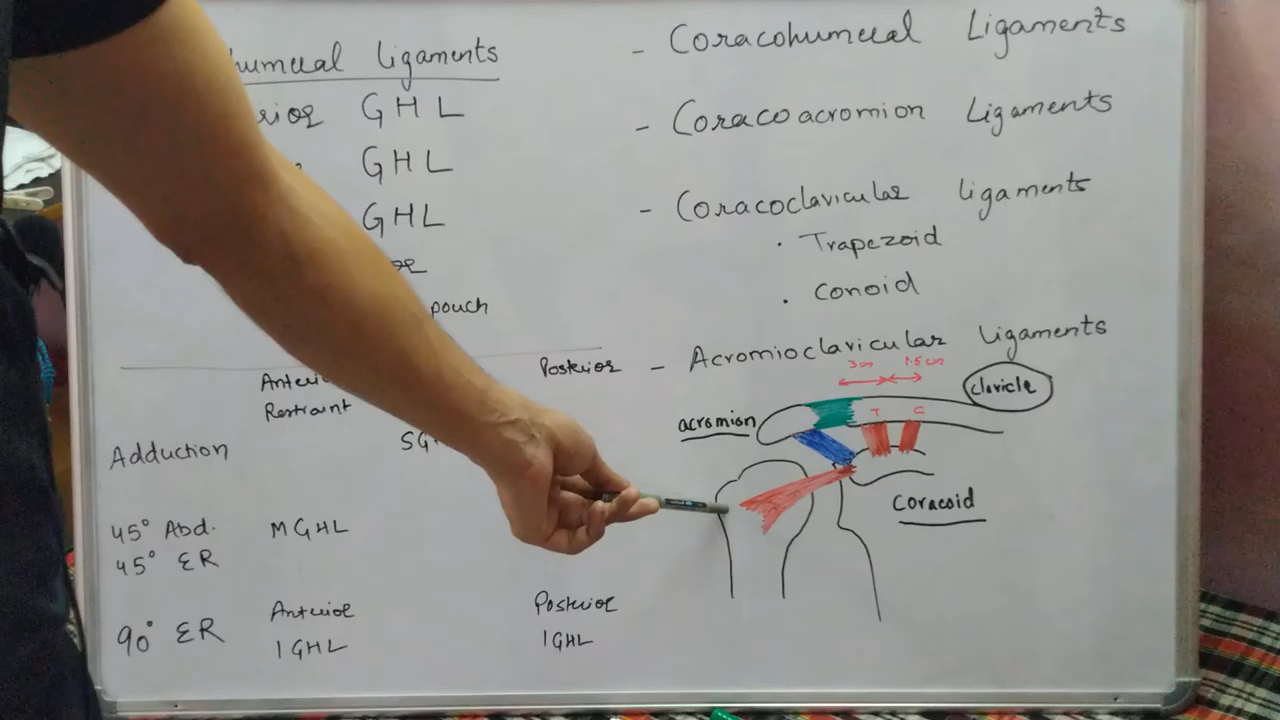 humeral ligaments
GHL
GHL
GHL
pouch
Anterior Posterior
Restraint
Adduction
45° Abd. MGHL
45° ER
90° ER Anterior Posterior
IGHL IGHL
- Coracohumeral Ligaments
- Coracoacromion Ligaments
- Coracoclavicular ligaments
· Trapezoid
· Conoid
- Acromioclavicular ligaments
3cm 1.5cm
clavicle
acromion T C
Coracoid